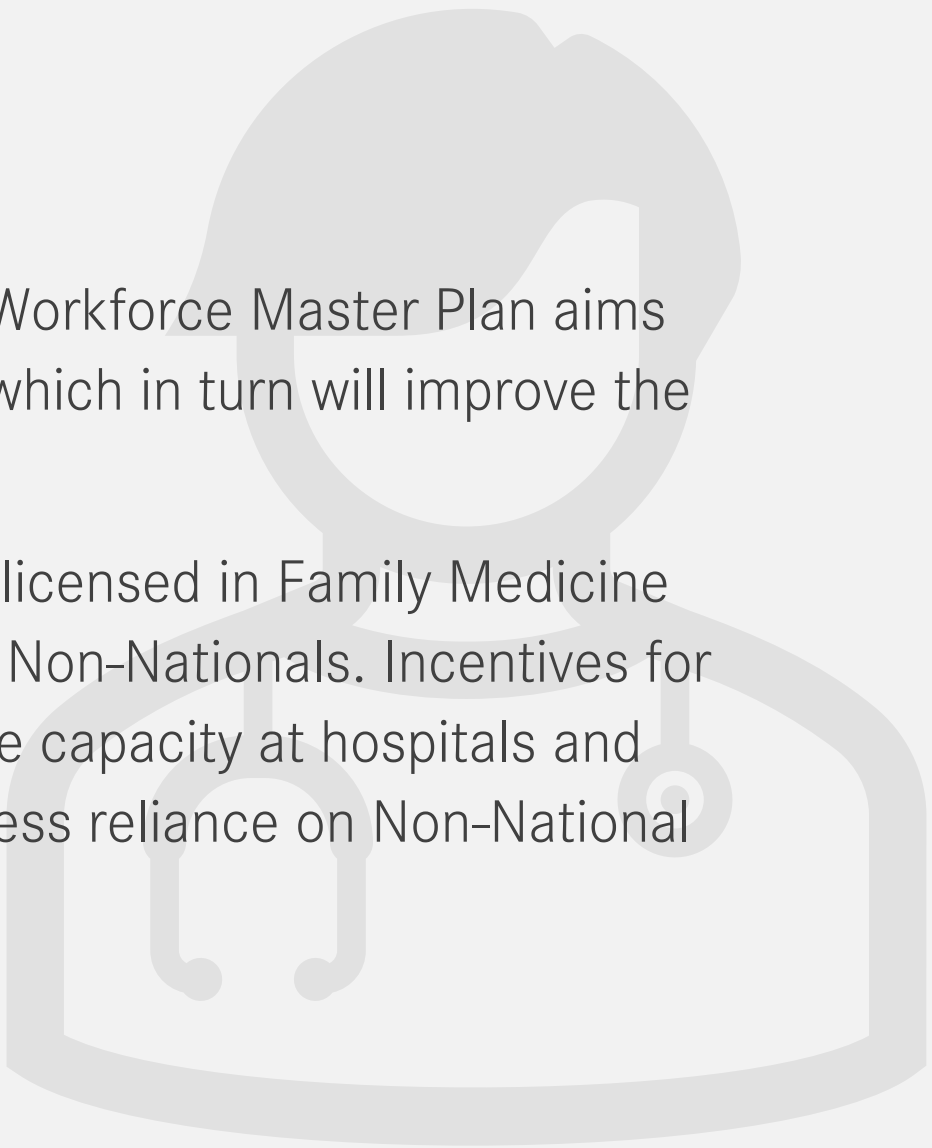 Workforce Master Plan aims
which in turn will improve the
licensed in Family Medicine
Non-Nationals. Incentives for
capacity at hospitals and
reliance on Non-National